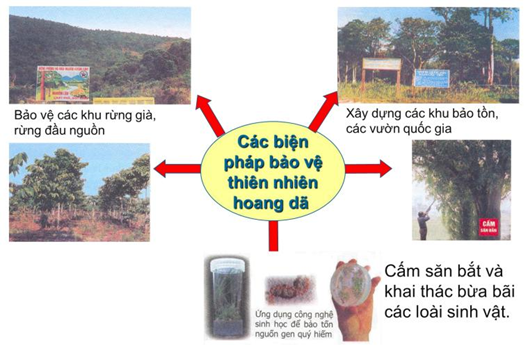 Bảo vệ các khu rừng già,
rừng đầu nguồn
Xây dựng các khu bảo tồn,
các vườn quốc gia
Các biện
pháp bảo vệ
thiên nhiên
hoang dã
CẤM
SĂN BẮN
Ứng dụng công nghệ
sinh học để bảo tồn
nguồn gen quý hiếm
Cấm săn bắt và
khai thác bừa bãi
các loài sinh vật.